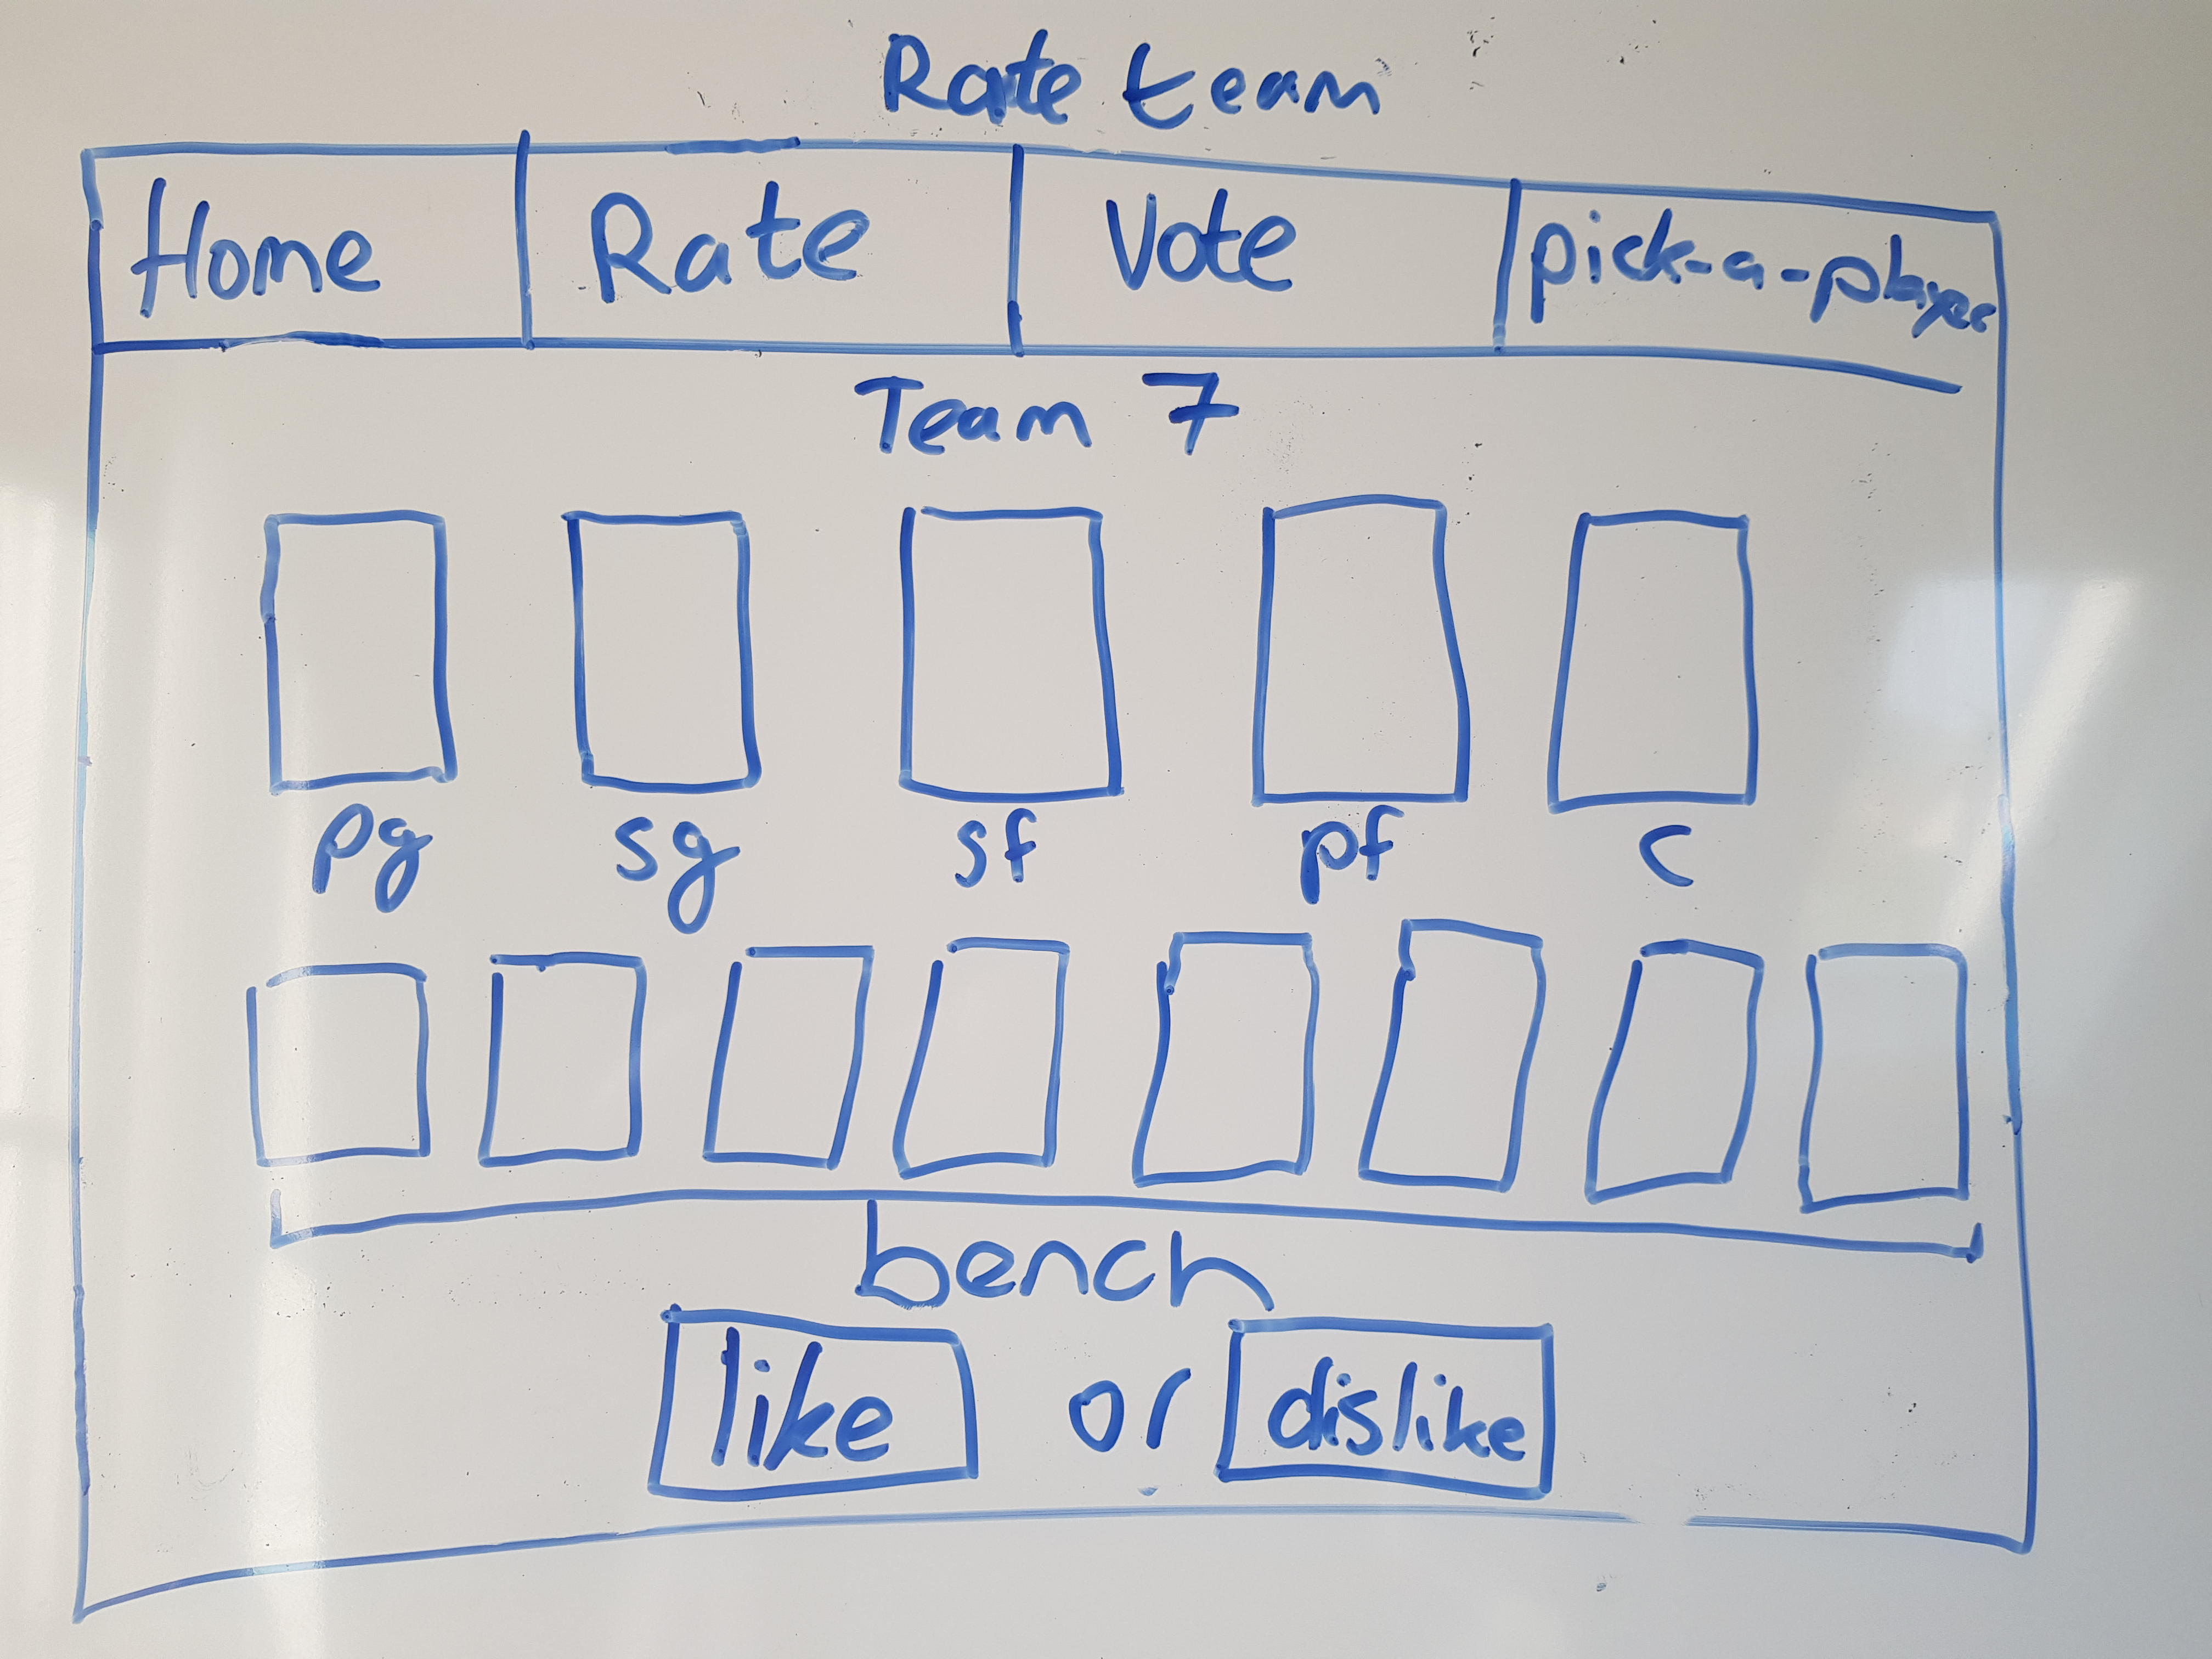 Rate team
Home Rate Vote pick-a-player
Team 7
pg sg sf pf c
bench
like or dislike